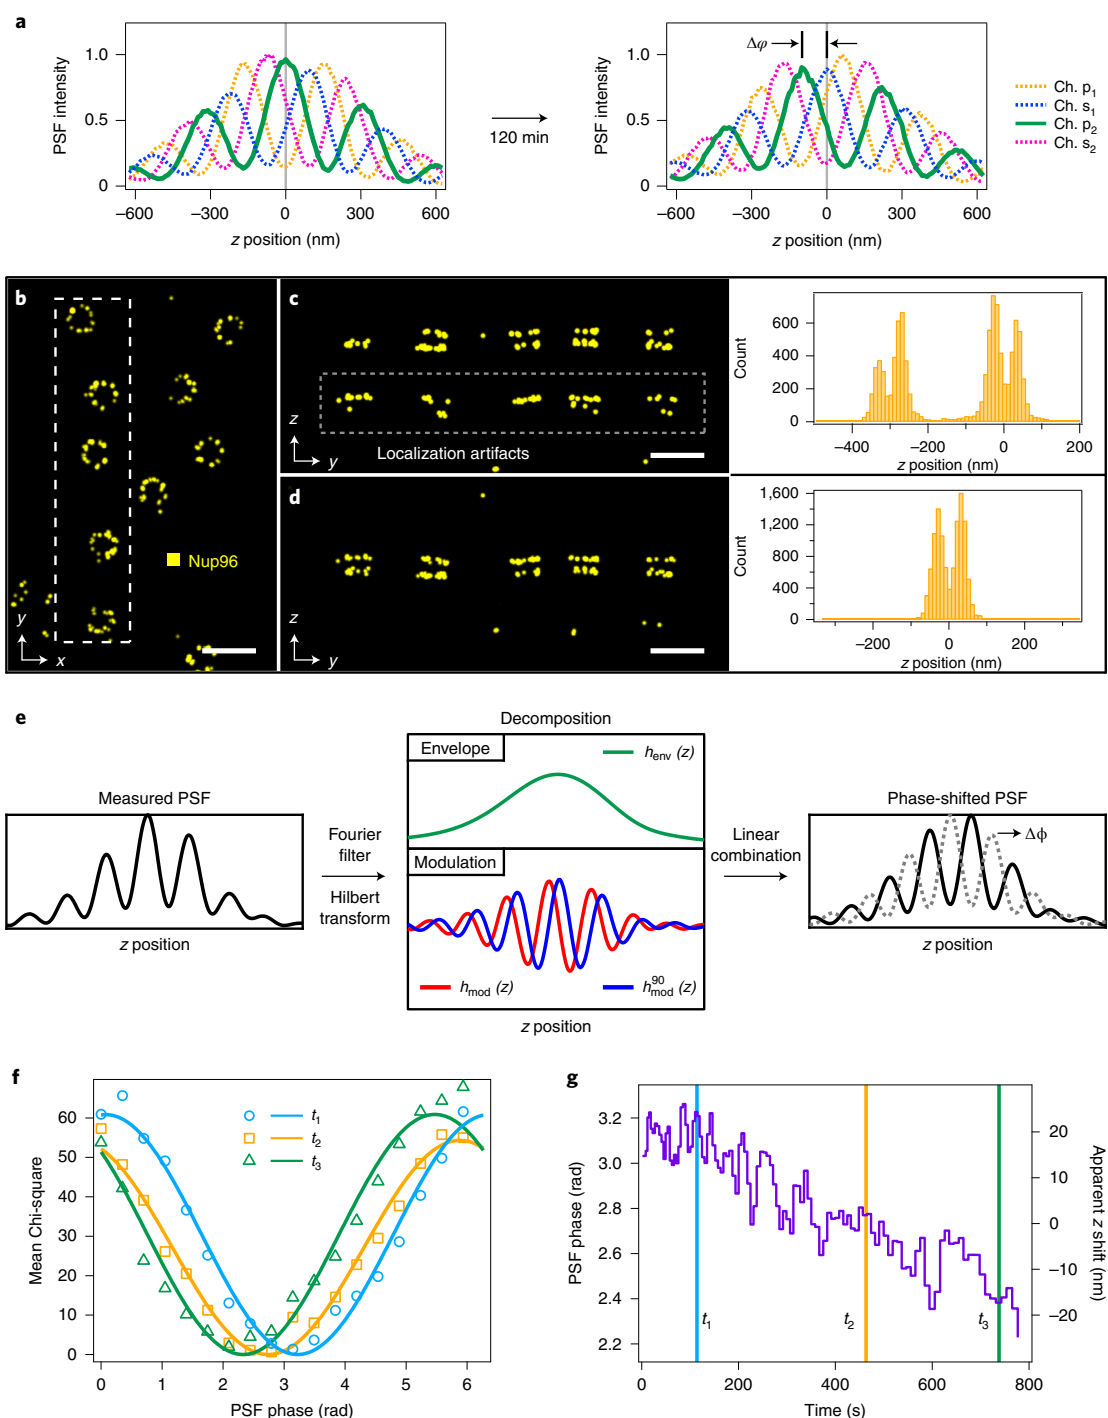 a
1.0
0.5
0
PSF intensity
−600
−300
0
300
600
z position (nm)
120 min
Δφ
1.0
0.5
0
PSF intensity
−600
−300
0
300
600
z position (nm)
Ch. p1
Ch. s1
Ch. p2
Ch. s2
b
Nup96
y
x
c
z
y
Localization artifacts
600
400
200
0
Count
−400
−200
0
200
z position (nm)
d
z
y
1,600
1,200
800
400
0
Count
−200
0
200
z position (nm)
e
Measured PSF
z position
Fourier
filter
Hilbert
transform
Decomposition
Envelope
henv (z)
Modulation
hmod (z)
h90mod (z)
z position
Linear
combination
Phase-shifted PSF
Δϕ
z position
f
60
50
40
30
20
10
0
Mean Chi-square
t1
t2
t3
0
1
2
3
4
5
6
PSF phase (rad)
g
3.2
3.0
2.8
2.6
2.4
2.2
PSF phase (rad)
t1
t2
t3
20
10
0
−10
−20
Apparent z shift (nm)
0
200
400
600
800
Time (s)